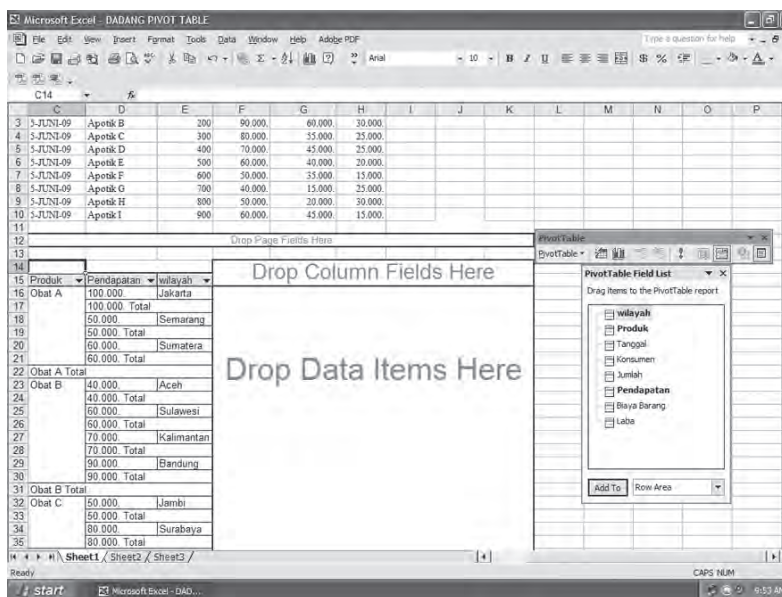 Microsoft Excel - DADANG PIVOT TABLE
File Edit View Insert Format Tools Data Window Help Adobe PDF Type a question for help
Arial 10 B I U $ %
C14 fx
C D E F G H I J K L M N O P
3 5-JUNI-09 Apotik B 200 90.000, 60.000, 30.000,
4 5-JUNI-09 Apotik C 300 80.000, 55.000, 25.000,
5 5-JUNI-09 Apotik D 400 70.000, 45.000, 25.000,
6 5-JUNI-09 Apotik E 500 60.000, 40.000, 20.000,
7 5-JUNI-09 Apotik F 600 50.000, 35.000, 15.000,
8 5-JUNI-09 Apotik G 700 40.000, 15.000, 25.000,
9 5-JUNI-09 Apotik H 800 50.000, 20.000, 30.000,
10 5-JUNI-09 Apotik I 900 60.000, 45.000, 15.000,
11
12 Drop Page Fields Here
13
14 Drop Column Fields Here
15 Produk Pendapatan wilayah
16 Obat A 100.000, Jakarta
17 100.000, Total
18 50.000, Semarang
19 50.000, Total
20 60.000, Sumatera
21 60.000, Total
22 Obat A Total
23 Obat B 40.000, Aceh
24 40.000, Total
25 60.000, Sulawesi
26 60,000, Total
27 70.000, Kalimantan
28 70.000, Total
29 90.000, Bandung
30 90.000, Total
31 Obat B Total
32 Obat C 50.000, Jambi
33 50.000, Total
34 80.000, Surabaya
35 80.000, Total
Drop Data Items Here
PivotTable
PivotTable
PivotTable Field List
Drag items to the PivotTable report
wilayah
Produk
Tanggal
Konsumen
Jumlah
Pendapatan
Biaya Barang
Laba
Add To Row Area
Sheet1 / Sheet2 / Sheet3 /
Ready CAPS NUM
start Microsoft Excel - DAD... 9:53 AM